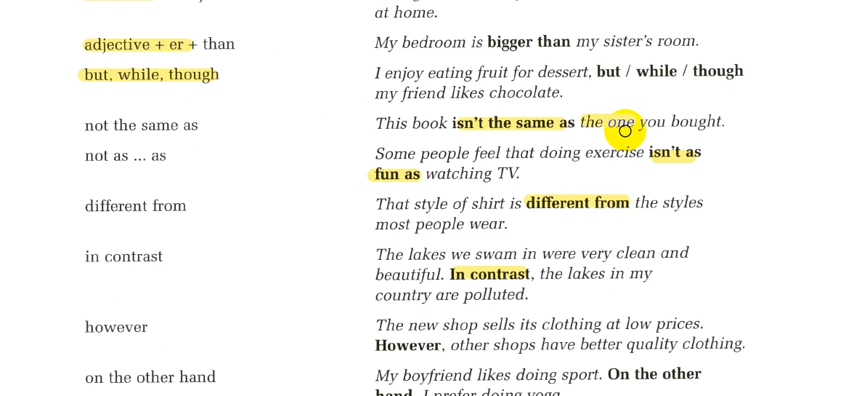 at home.
adjective + er + than
My bedroom is bigger than my sister's room.
but, while, though
I enjoy eating fruit for dessert, but / while / though
my friend likes chocolate.
not the same as
This book isn't the same as the one you bought.
not as ... as
Some people feel that doing exercise isn't as
fun as watching TV.
different from
That style of shirt is different from the styles
most people wear.
in contrast
The lakes we swam in were very clean and
beautiful. In contrast, the lakes in my
country are polluted.
however
The new shop sells its clothing at low prices.
However, other shops have better quality clothing.
on the other hand
My boyfriend likes doing sport. On the other
hand, I prefer doing yoga.